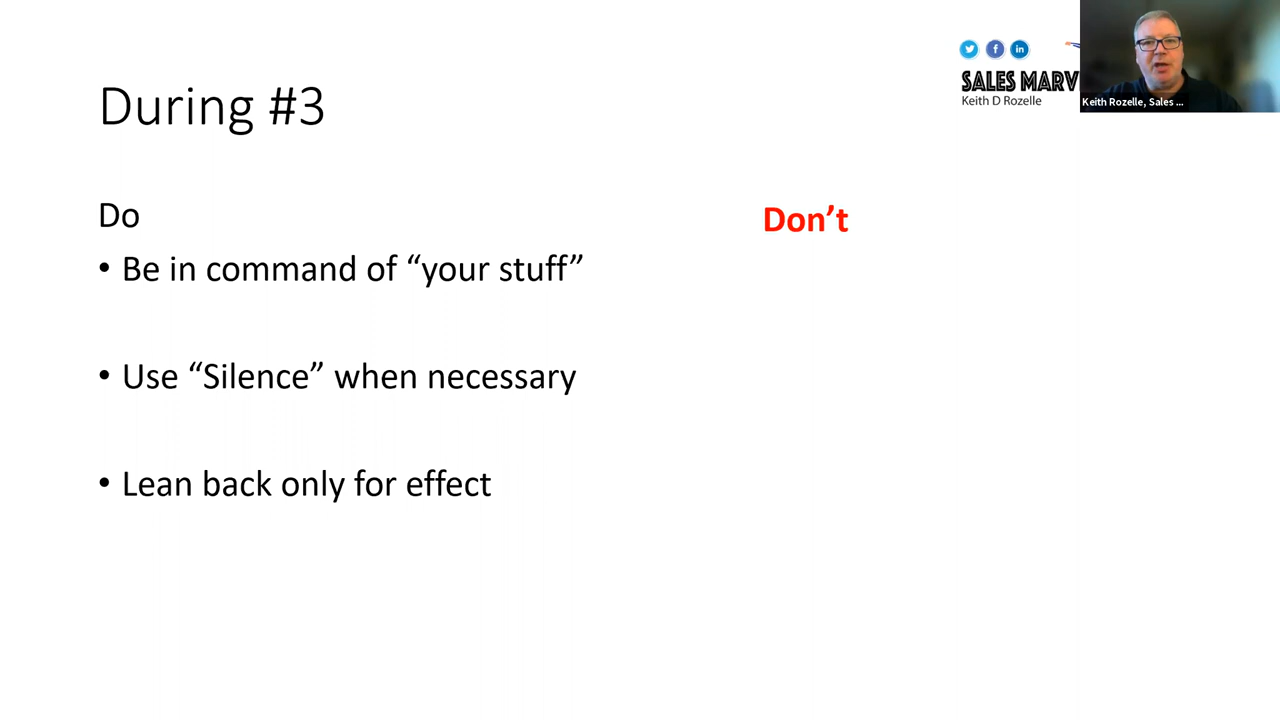 During #3
SALES MARV
Keith D Rozelle
Keith Rozelle, Sales ...
Do
• Be in command of “your stuff”
• Use “Silence” when necessary
• Lean back only for effect
Don’t